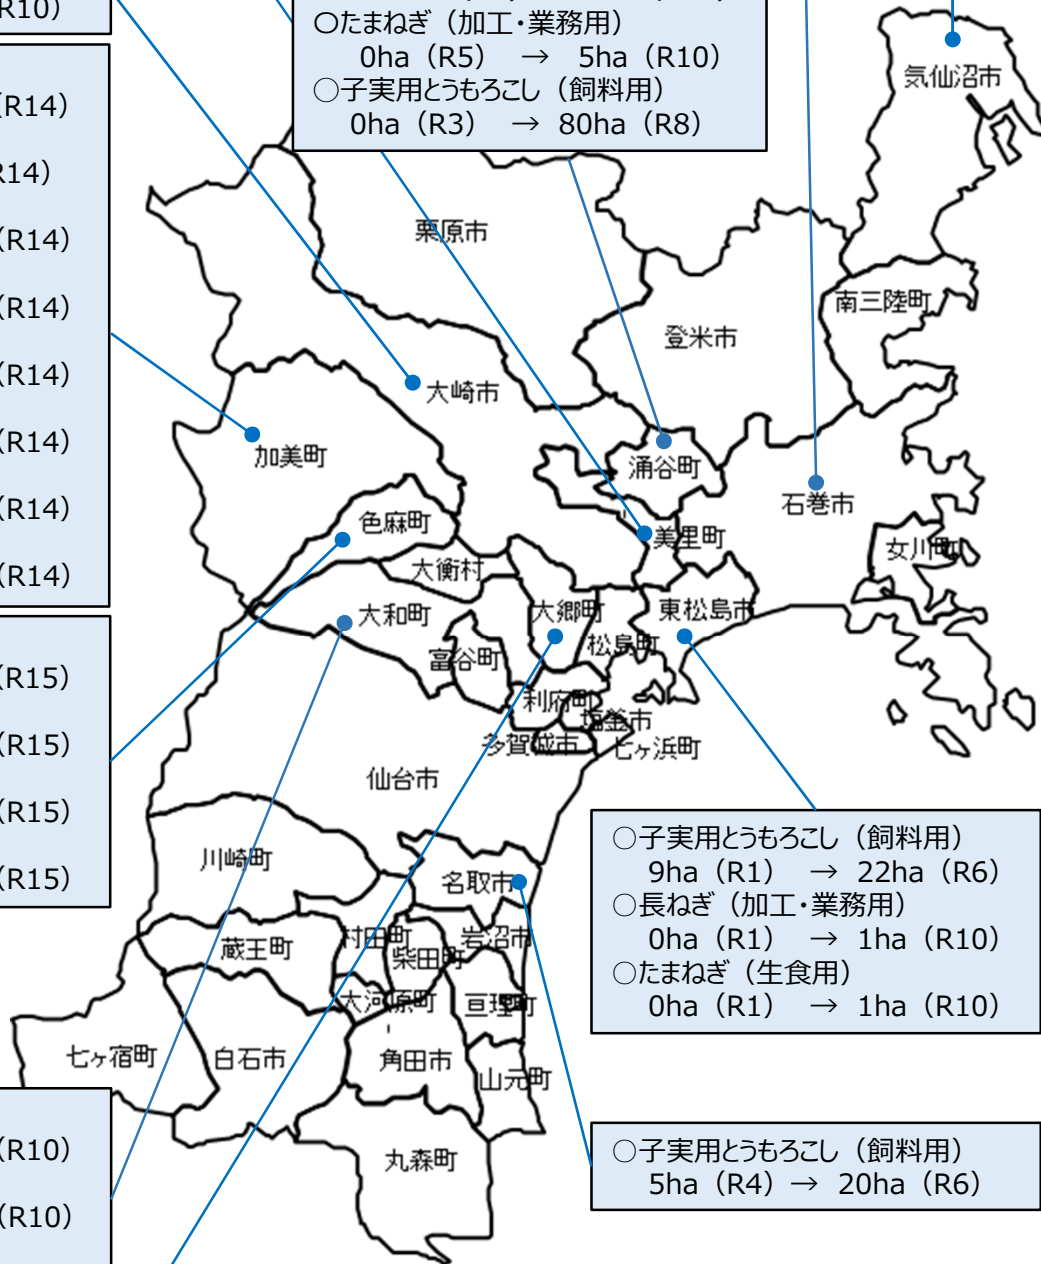 R10）
○たまねぎ（加工・業務用）
0ha（R5） → 5ha（R10）
○子実用とうもろこし（飼料用）
0ha（R3） → 80ha（R8）
（R14）
R14）
（R14）
（R14）
（R14）
（R14）
（R14）
（R14）
気仙沼市
栗原市
南三陸町
登米市
大崎市
加美町
涌谷町
石巻市
色麻町
美里町
女川町
大衡村
大和町
大郷町
東松島市
松島町
富谷町
利府町
塩釜市
多賀城市
七ヶ浜町
仙台市
（R15）
（R15）
（R15）
（R15）
川崎町
名取市
○子実用とうもろこし（飼料用）
9ha（R1） → 22ha（R6）
○長ねぎ（加工・業務用）
0ha（R1） → 1ha（R10）
○たまねぎ（生食用）
0ha（R1） → 1ha（R10）
蔵王町
村田町
柴田町
岩沼市
大河原町
亘理町
七ヶ宿町
白石市
角田市
山元町
丸森町
（R10）
（R10）
○子実用とうもろこし（飼料用）
5ha（R4）→ 20ha（R6）